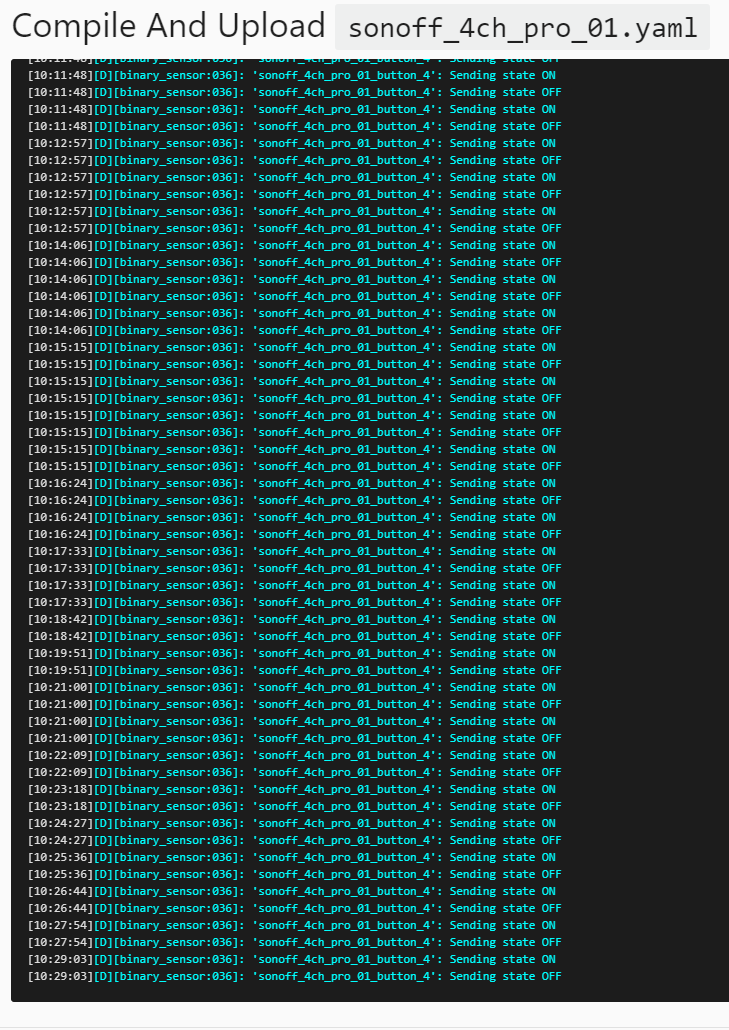 Compile And Upload sonoff_4ch_pro_01.yaml
[10:11:48][D][binary_sensor:036]: 'sonoff_4ch_pro_01_button_4': Sending state OFF
[10:11:48][D][binary_sensor:036]: 'sonoff_4ch_pro_01_button_4': Sending state ON
[10:11:48][D][binary_sensor:036]: 'sonoff_4ch_pro_01_button_4': Sending state OFF
[10:11:48][D][binary_sensor:036]: 'sonoff_4ch_pro_01_button_4': Sending state ON
[10:11:48][D][binary_sensor:036]: 'sonoff_4ch_pro_01_button_4': Sending state OFF
[10:12:57][D][binary_sensor:036]: 'sonoff_4ch_pro_01_button_4': Sending state ON
[10:12:57][D][binary_sensor:036]: 'sonoff_4ch_pro_01_button_4': Sending state OFF
[10:12:57][D][binary_sensor:036]: 'sonoff_4ch_pro_01_button_4': Sending state ON
[10:12:57][D][binary_sensor:036]: 'sonoff_4ch_pro_01_button_4': Sending state OFF
[10:12:57][D][binary_sensor:036]: 'sonoff_4ch_pro_01_button_4': Sending state ON
[10:12:57][D][binary_sensor:036]: 'sonoff_4ch_pro_01_button_4': Sending state OFF
[10:14:06][D][binary_sensor:036]: 'sonoff_4ch_pro_01_button_4': Sending state ON
[10:14:06][D][binary_sensor:036]: 'sonoff_4ch_pro_01_button_4': Sending state OFF
[10:14:06][D][binary_sensor:036]: 'sonoff_4ch_pro_01_button_4': Sending state ON
[10:14:06][D][binary_sensor:036]: 'sonoff_4ch_pro_01_button_4': Sending state OFF
[10:14:06][D][binary_sensor:036]: 'sonoff_4ch_pro_01_button_4': Sending state ON
[10:14:06][D][binary_sensor:036]: 'sonoff_4ch_pro_01_button_4': Sending state OFF
[10:15:15][D][binary_sensor:036]: 'sonoff_4ch_pro_01_button_4': Sending state ON
[10:15:15][D][binary_sensor:036]: 'sonoff_4ch_pro_01_button_4': Sending state OFF
[10:15:15][D][binary_sensor:036]: 'sonoff_4ch_pro_01_button_4': Sending state ON
[10:15:15][D][binary_sensor:036]: 'sonoff_4ch_pro_01_button_4': Sending state OFF
[10:15:15][D][binary_sensor:036]: 'sonoff_4ch_pro_01_button_4': Sending state ON
[10:15:15][D][binary_sensor:036]: 'sonoff_4ch_pro_01_button_4': Sending state OFF
[10:15:15][D][binary_sensor:036]: 'sonoff_4ch_pro_01_button_4': Sending state ON
[10:15:15][D][binary_sensor:036]: 'sonoff_4ch_pro_01_button_4': Sending state OFF
[10:16:24][D][binary_sensor:036]: 'sonoff_4ch_pro_01_button_4': Sending state ON
[10:16:24][D][binary_sensor:036]: 'sonoff_4ch_pro_01_button_4': Sending state OFF
[10:16:24][D][binary_sensor:036]: 'sonoff_4ch_pro_01_button_4': Sending state ON
[10:16:24][D][binary_sensor:036]: 'sonoff_4ch_pro_01_button_4': Sending state OFF
[10:17:33][D][binary_sensor:036]: 'sonoff_4ch_pro_01_button_4': Sending state ON
[10:17:33][D][binary_sensor:036]: 'sonoff_4ch_pro_01_button_4': Sending state OFF
[10:17:33][D][binary_sensor:036]: 'sonoff_4ch_pro_01_button_4': Sending state ON
[10:17:33][D][binary_sensor:036]: 'sonoff_4ch_pro_01_button_4': Sending state OFF
[10:18:42][D][binary_sensor:036]: 'sonoff_4ch_pro_01_button_4': Sending state ON
[10:18:42][D][binary_sensor:036]: 'sonoff_4ch_pro_01_button_4': Sending state OFF
[10:19:51][D][binary_sensor:036]: 'sonoff_4ch_pro_01_button_4': Sending state ON
[10:19:51][D][binary_sensor:036]: 'sonoff_4ch_pro_01_button_4': Sending state OFF
[10:21:00][D][binary_sensor:036]: 'sonoff_4ch_pro_01_button_4': Sending state ON
[10:21:00][D][binary_sensor:036]: 'sonoff_4ch_pro_01_button_4': Sending state OFF
[10:21:00][D][binary_sensor:036]: 'sonoff_4ch_pro_01_button_4': Sending state ON
[10:21:00][D][binary_sensor:036]: 'sonoff_4ch_pro_01_button_4': Sending state OFF
[10:22:09][D][binary_sensor:036]: 'sonoff_4ch_pro_01_button_4': Sending state ON
[10:22:09][D][binary_sensor:036]: 'sonoff_4ch_pro_01_button_4': Sending state OFF
[10:23:18][D][binary_sensor:036]: 'sonoff_4ch_pro_01_button_4': Sending state ON
[10:23:18][D][binary_sensor:036]: 'sonoff_4ch_pro_01_button_4': Sending state OFF
[10:24:27][D][binary_sensor:036]: 'sonoff_4ch_pro_01_button_4': Sending state ON
[10:24:27][D][binary_sensor:036]: 'sonoff_4ch_pro_01_button_4': Sending state OFF
[10:25:36][D][binary_sensor:036]: 'sonoff_4ch_pro_01_button_4': Sending state ON
[10:25:36][D][binary_sensor:036]: 'sonoff_4ch_pro_01_button_4': Sending state OFF
[10:26:44][D][binary_sensor:036]: 'sonoff_4ch_pro_01_button_4': Sending state ON
[10:26:44][D][binary_sensor:036]: 'sonoff_4ch_pro_01_button_4': Sending state OFF
[10:27:54][D][binary_sensor:036]: 'sonoff_4ch_pro_01_button_4': Sending state ON
[10:27:54][D][binary_sensor:036]: 'sonoff_4ch_pro_01_button_4': Sending state OFF
[10:29:03][D][binary_sensor:036]: 'sonoff_4ch_pro_01_button_4': Sending state ON
[10:29:03][D][binary_sensor:036]: 'sonoff_4ch_pro_01_button_4': Sending state OFF